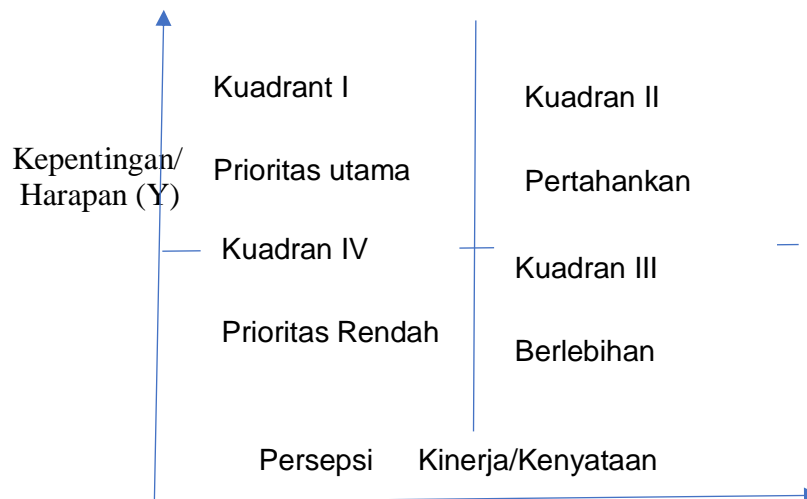 Kuadrant I
Kuadran II
Kepentingan/
Harapan (Y)
Prioritas utama
Pertahankan
Kuadran IV
Kuadran III
Prioritas Rendah
Berlebihan
Persepsi Kinerja/Kenyataan